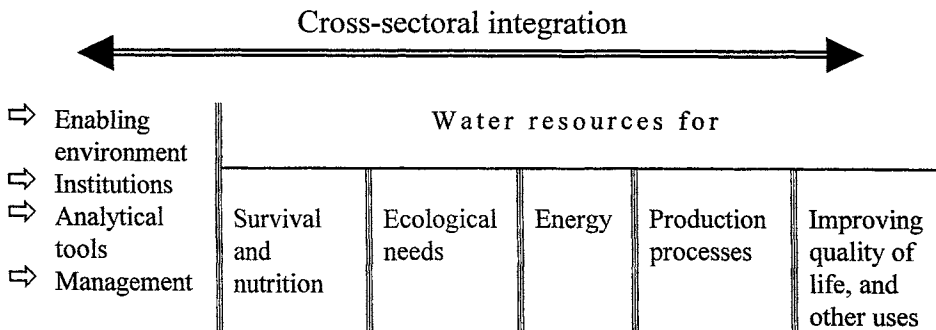 Cross-sectoral integration
⇨ Enabling
environment
⇨ Institutions
⇨ Analytical
tools
⇨ Management
Water resources for
Survival
and
nutrition
Ecological
needs
Energy
Production
processes
Improving
quality of
life, and
other uses